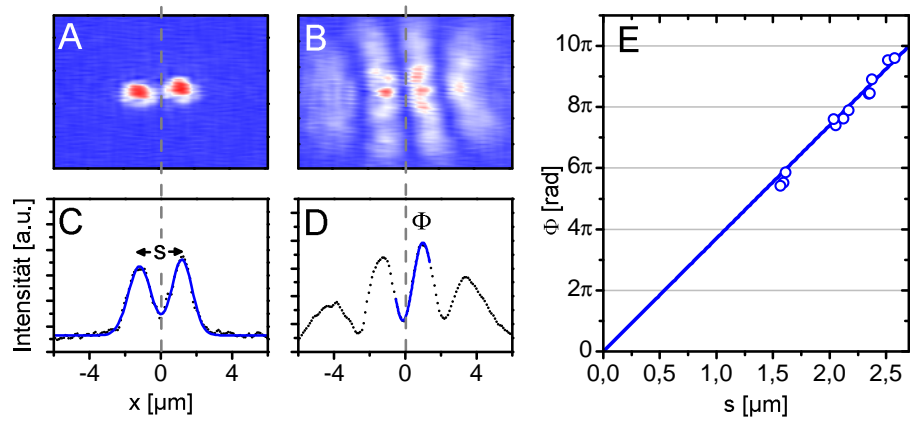 A
B
C
s
D
Φ
Intensität [a.u.]
-4
0
4
x [µm]
-4
0
4
x [µm]
E
10π
8π
6π
4π
2π
0
Φ [rad]
0,0
0,5
1,0
1,5
2,0
2,5
s [µm]